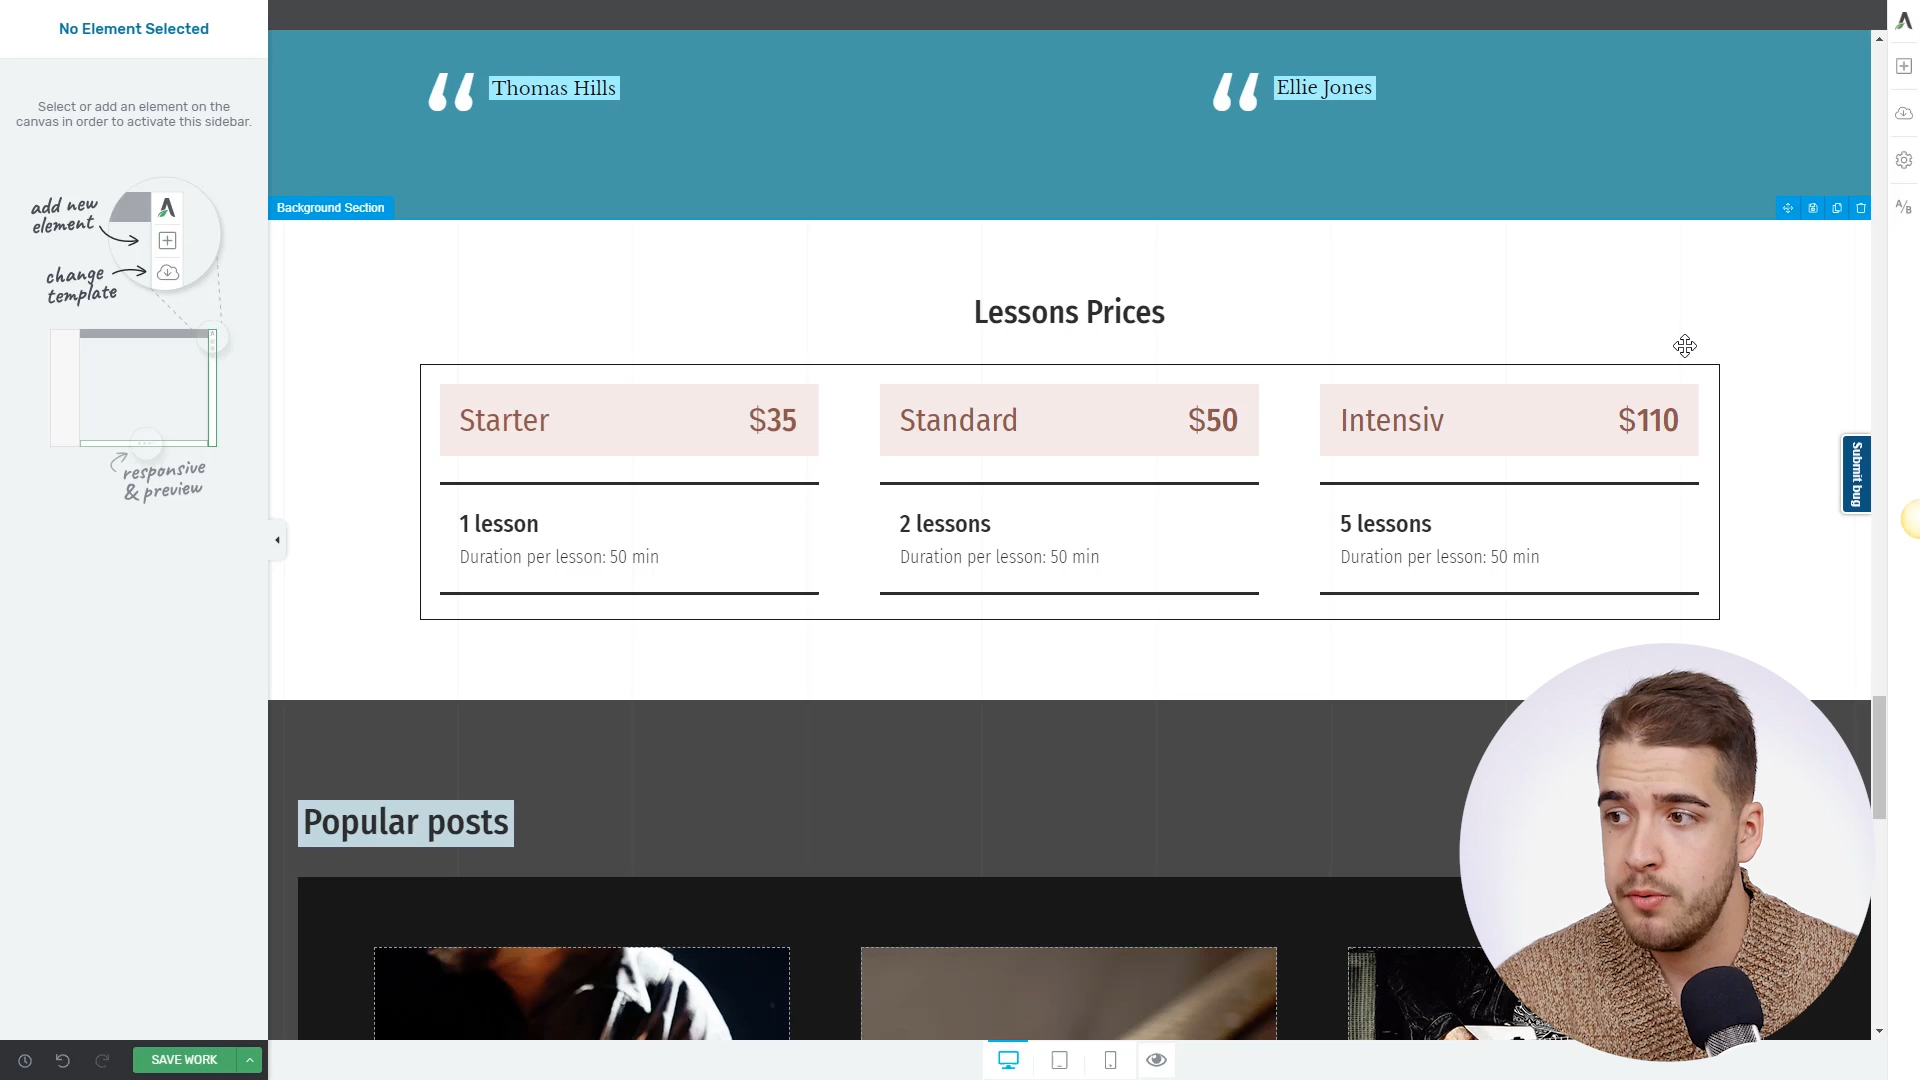 No Element Selected
Select or add an element on the
canvas in order to activate this sidebar.
add new
element
change
template
responsive
& preview
Thomas Hills
Ellie Jones
Background Section
Lessons Prices
Starter $35
Standard $50
Intensiv $110
1 lesson
Duration per lesson: 50 min
2 lessons
Duration per lesson: 50 min
5 lessons
Duration per lesson: 50 min
Submit bug
A/B
Popular posts
SAVE WORK